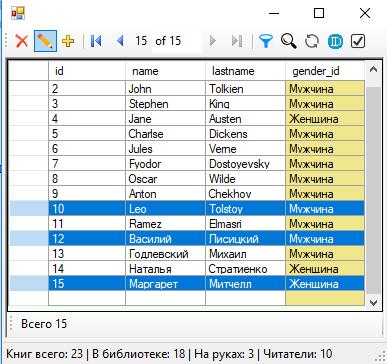 15 of 15
id name lastname gender_id
2 John Tolkien Мужчина
3 Stephen King Мужчина
4 Jane Austen Женщина
5 Charlse Dickens Мужчина
6 Jules Verne Мужчина
7 Fyodor Dostoyevsky Мужчина
8 Oscar Wilde Мужчина
9 Anton Chekhov Мужчина
10 Leo Tolstoy Мужчина
11 Ramez Elmasri Мужчина
12 Василий Лисицкий Мужчина
13 Годлевский Михаил Мужчина
14 Наталья Стратиенко Женщина
15 Маргарет Митчелл Женщина
Всего 15
Книг всего: 23 | В библиотеке: 18 | На руках: 3 | Читатели: 10